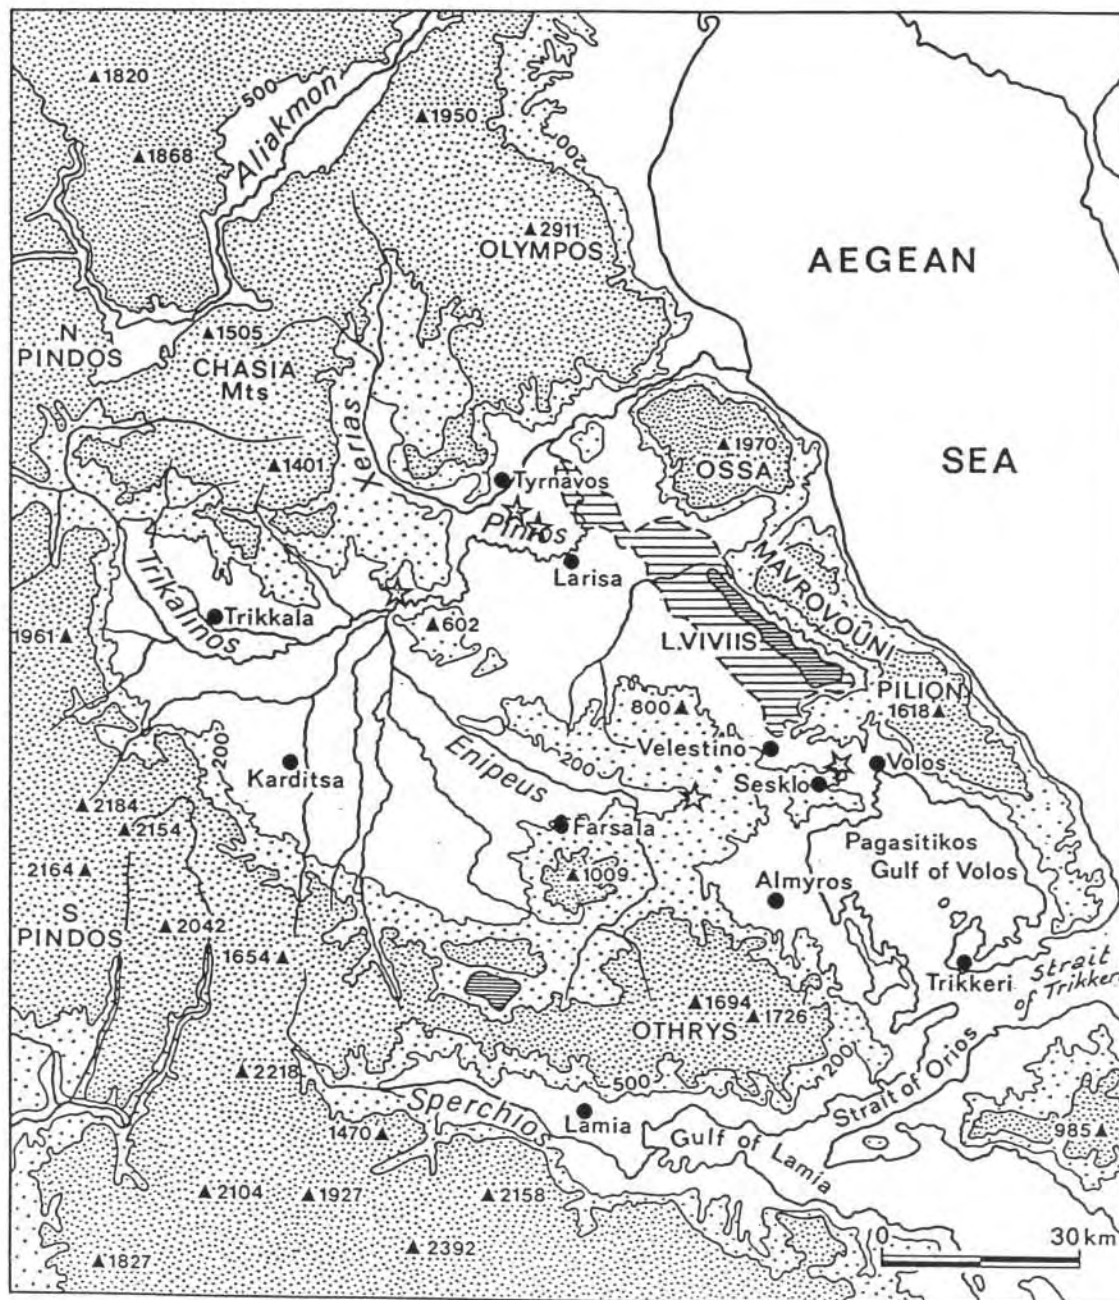 1820
500
Aliakmon
1950
1868
200
2911
OLYMPOS
AEGEAN
SEA
N
PINDOS
1505
CHASIA
Mts
Xerias
1401
1970
OSSA
Tyrnavos
Pinios
Larisa
MAVROVOUNI
Trikkala
602
1961
L.VIVIIS
PILION
1618
800
Velestino
Volos
Sesklo
200
Enipeus
200
Karditsa
2184
2154
Farsala
Pagasitikos
Gulf of Volos
2164
1009
Almyros
S
PINDOS
2042
1654
Trikkeri
Strait
of Trikkeri
1694
1726
OTHRYS
200
Strait of Orios
2218
500
Sperchios
Lamia
Gulf of
Lamia
1470
985
2104
1927
2158
2392
1827
0
30 km